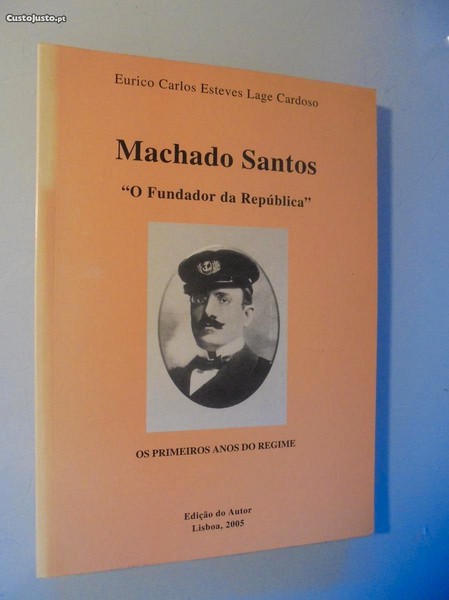 CustoJusto.pt
Eurico Carlos Esteves Lage Cardoso
Machado Santos
“O Fundador da República”
OS PRIMEIROS ANOS DO REGIME
Edição do Autor
Lisboa, 2005